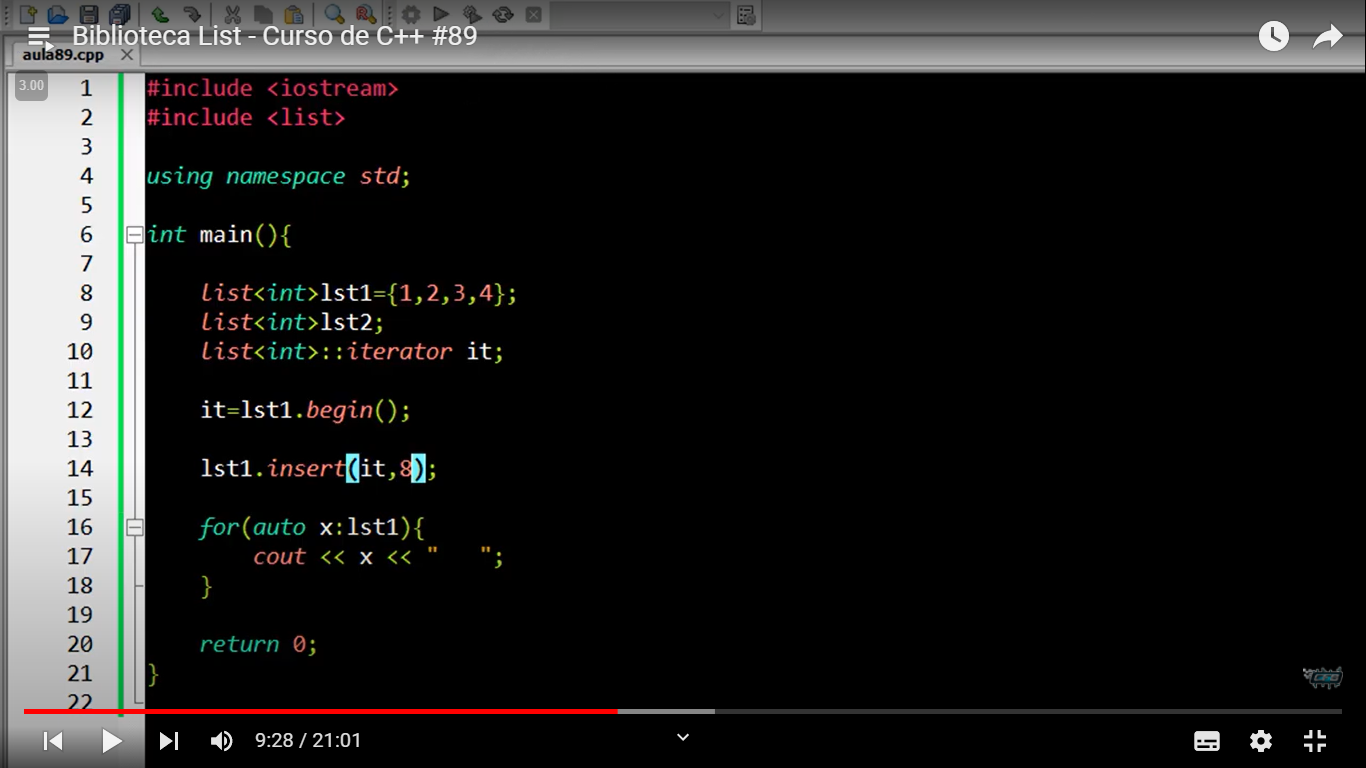 Biblioteca List - Curso de C++ #89
aula89.cpp
3.00
1 #include <iostream>
2 #include <list>
3
4 using namespace std;
5
6 int main(){
7
8 list<int>lst1={1,2,3,4};
9 list<int>lst2;
10 list<int>::iterator it;
11
12 it=lst1.begin();
13
14 lst1.insert(it,8);
15
16 for(auto x:lst1){
17 cout << x << "   ";
18 }
19
20 return 0;
21 }
22
9:28 / 21:01